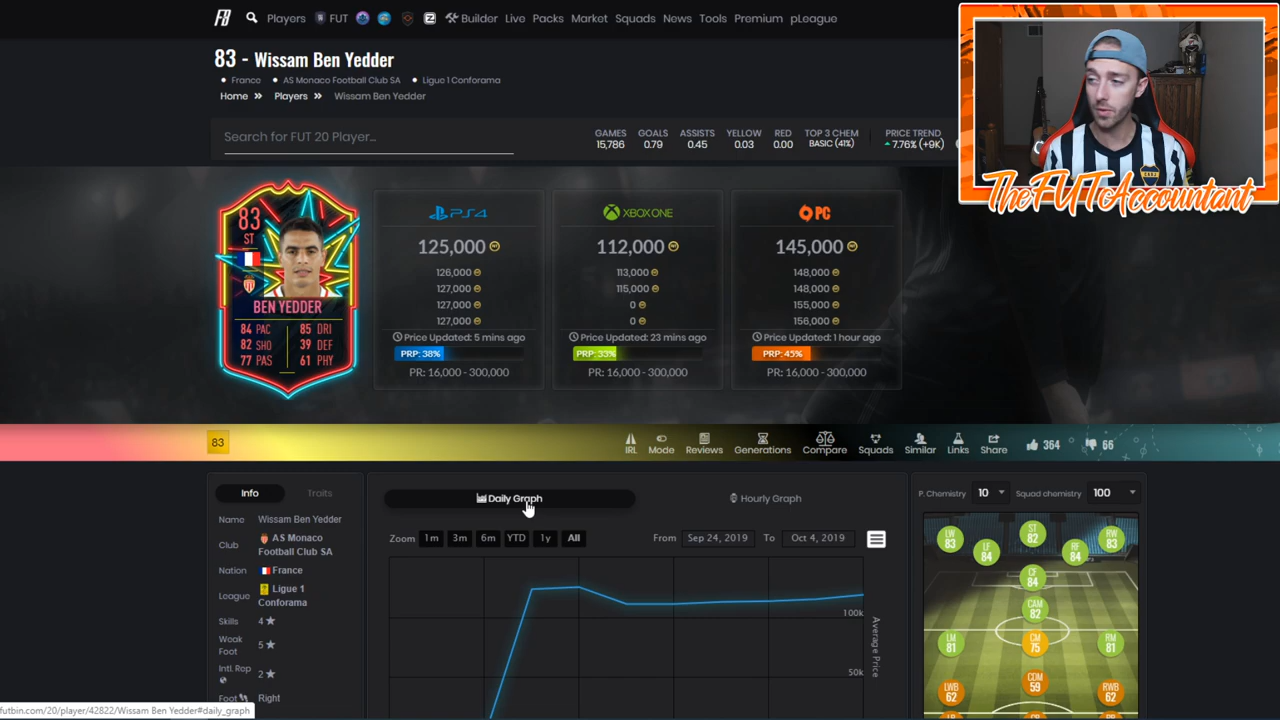 FB Players FUT Z Builder Live Packs Market Squads News Tools Premium pLeague
83 - Wissam Ben Yedder
France AS Monaco Football Club SA Ligue 1 Conforama
Home Players Wissam Ben Yedder
Search for FUT 20 Player...
GAMES GOALS ASSISTS YELLOW RED TOP 3 CHEM PRICE TREND
15,786 0.79 0.45 0.03 0.00 BASIC (41%) 7.76% (+9K)
TheFUTAccountant
83
ST
BEN YEDDER
84 PAC 85 DRI
82 SHO 39 DEF
77 PAS 61 PHY
PS4
125,000
126,000
127,000
127,000
127,000
Price Updated: 5 mins ago
PRP: 38%
PR: 16,000 - 300,000
XBOX ONE
112,000
113,000
115,000
0
0
Price Updated: 23 mins ago
PRP: 33%
PR: 16,000 - 300,000
PC
145,000
148,000
148,000
155,000
156,000
Price Updated: 1 hour ago
PRP: 45%
PR: 16,000 - 300,000
83
IRL Mode Reviews Generations Compare Squads Similar Links Share 364 66
Info Traits
Name Wissam Ben Yedder
Club AS Monaco
Football Club SA
Nation France
League Ligue 1
Conforama
Skills 4
Weak
Foot 5
Intl. Rep 2
Foot Right
Daily Graph Hourly Graph
Zoom 1m 3m 6m YTD 1y All From Sep 24, 2019 To Oct 4, 2019
100k
50k
Average Price
P. Chemistry 10 Squad chemistry 100
ST
82
LW
83
RW
83
LF
84
RF
84
CF
84
CAM
82
LM
81
CM
75
RM
81
CDM
59
LWB
62
RWB
62
futbin.com/20/player/42822/Wissam Ben Yedder#daily_graph